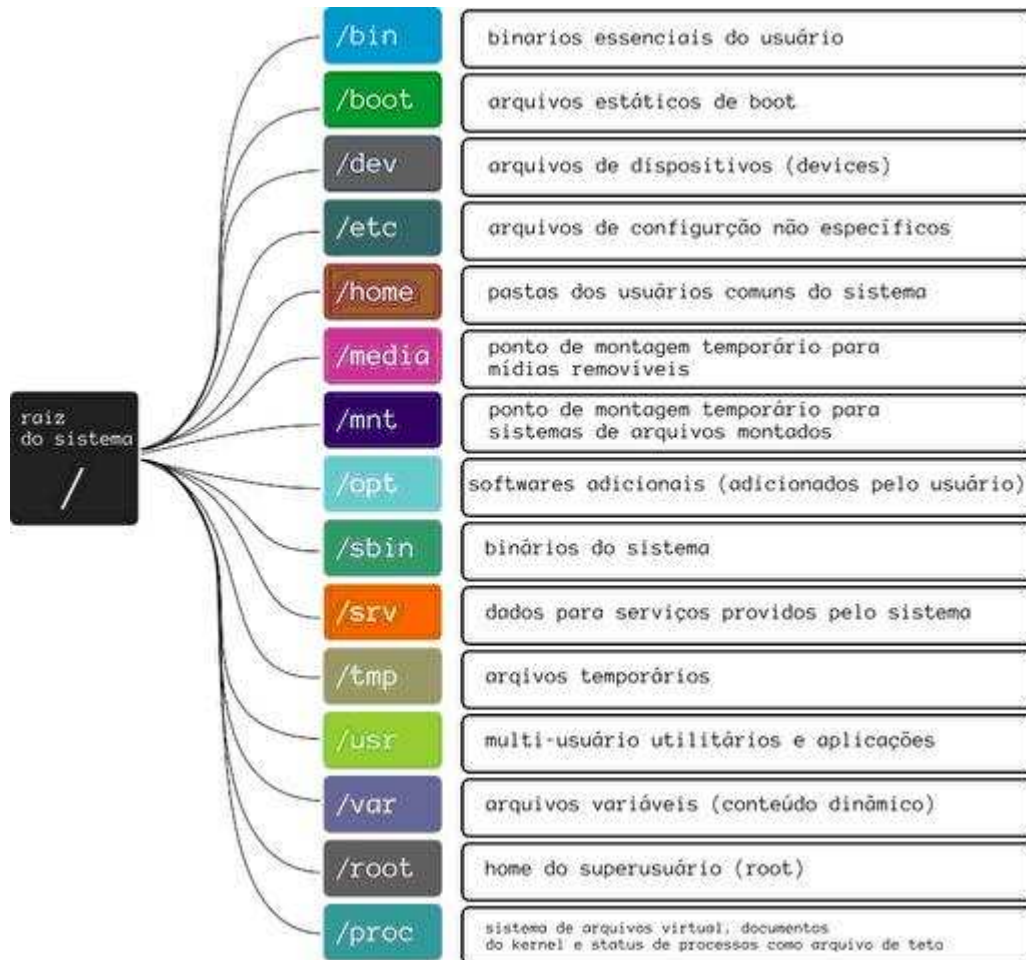 /bin
binarios essenciais do usuário
/boot
arquivos estáticos de boot
/dev
arquivos de dispositivos (devices)
/etc
arquivos de configurção não específicos
/home
pastas dos usuários comuns do sistema
/media
ponto de montagem temporário para
mídias removíveis
raiz
do sistema
/
/mnt
ponto de montagem temporário para
sistemas de arquivos montados
/opt
softwares adicionais (adicionados pelo usuário)
/sbin
binários do sistema
/srv
dados para serviços providos pelo sistema
/tmp
arqivos temporários
/usr
multi-usuário utilitários e aplicações
/var
arquivos variáveis (conteúdo dinâmico)
/root
home do superusuário (root)
/proc
sistema de arquivos virtual, documentos
do kernel e status de processos como arquivo de teto